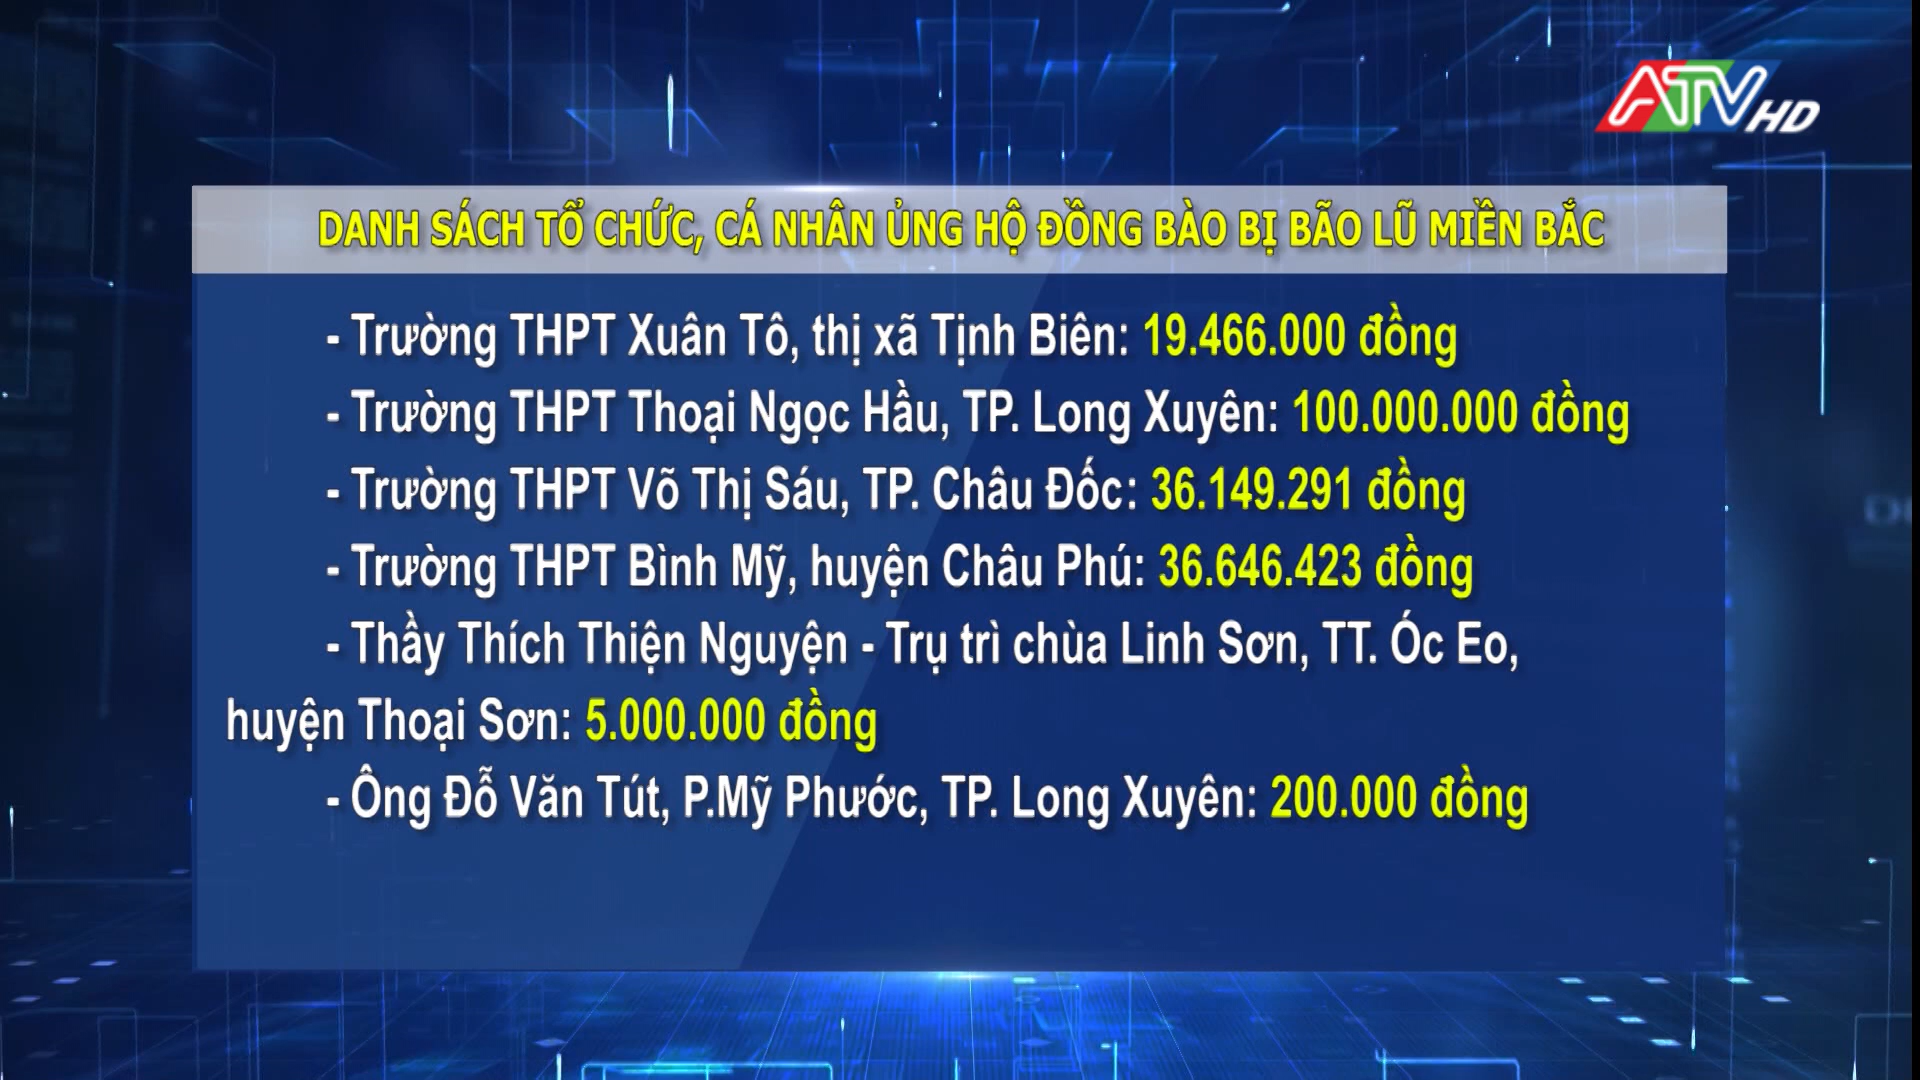 ATV HD
DANH SÁCH TỔ CHỨC, CÁ NHÂN ỦNG HỘ ĐỒNG BÀO BỊ BÃO LŨ MIỀN BẮC
- Trường THPT Xuân Tô, thị xã Tịnh Biên: 19.466.000 đồng
- Trường THPT Thoại Ngọc Hầu, TP. Long Xuyên: 100.000.000 đồng
- Trường THPT Võ Thị Sáu, TP. Châu Đốc: 36.149.291 đồng
- Trường THPT Bình Mỹ, huyện Châu Phú: 36.646.423 đồng
- Thầy Thích Thiện Nguyện - Trụ trì chùa Linh Sơn, TT. Óc Eo,
huyện Thoại Sơn: 5.000.000 đồng
- Ông Đỗ Văn Tút, P.Mỹ Phước, TP. Long Xuyên: 200.000 đồng